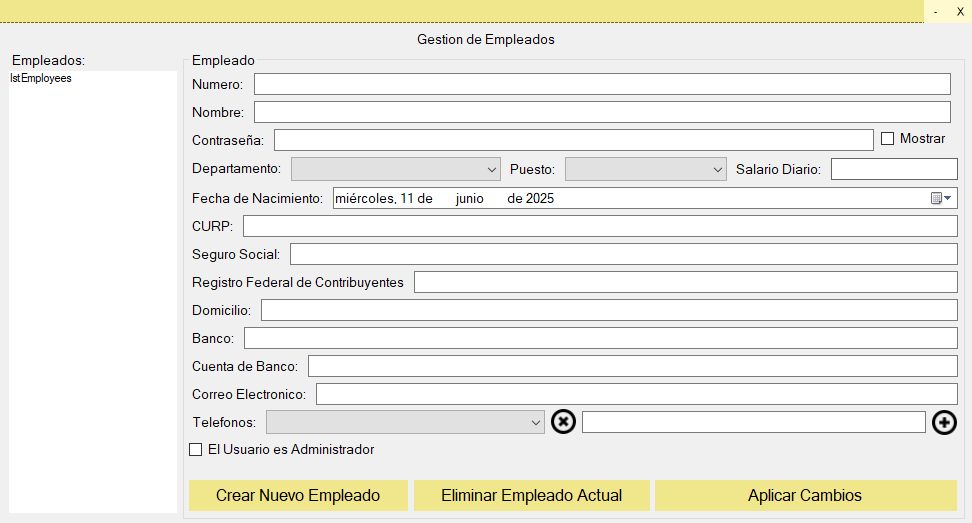 - X
Gestion de Empleados
Empleados:
lstEmployees
Empleado
Numero:
Nombre:
Contraseña:
Mostrar
Departamento:
Puesto:
Salario Diario:
Fecha de Nacimiento:
miércoles, 11 de junio de 2025
CURP:
Seguro Social:
Registro Federal de Contribuyentes
Domicilio:
Banco:
Cuenta de Banco:
Correo Electronico:
Telefonos:
El Usuario es Administrador
Crear Nuevo Empleado
Eliminar Empleado Actual
Aplicar Cambios